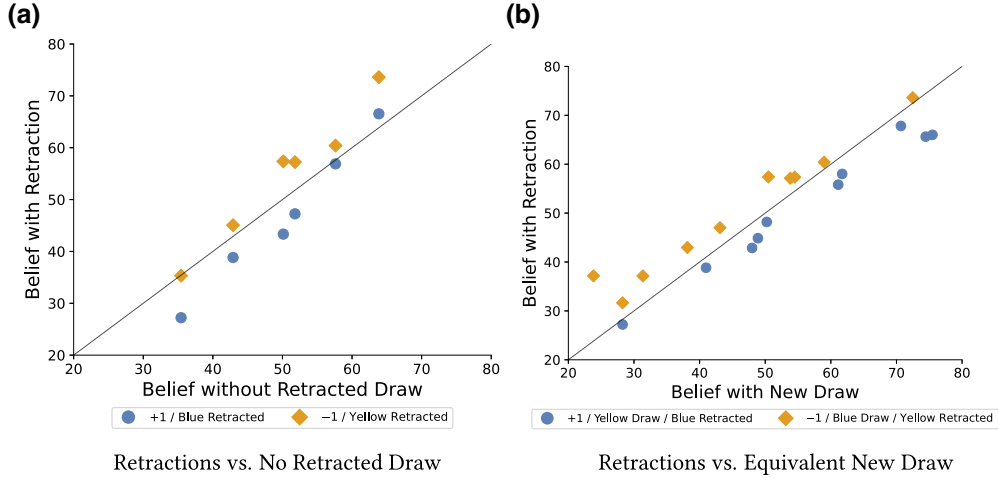 (a)
80
70
60
50
40
30
20
Belief with Retraction
20 30 40 50 60 70 80
Belief without Retracted Draw
+1 / Blue Retracted −1 / Yellow Retracted
Retractions vs. No Retracted Draw
(b)
80
70
60
50
40
30
20
Belief with Retraction
20 30 40 50 60 70 80
Belief with New Draw
+1 / Yellow Draw / Blue Retracted −1 / Blue Draw / Yellow Retracted
Retractions vs. Equivalent New Draw